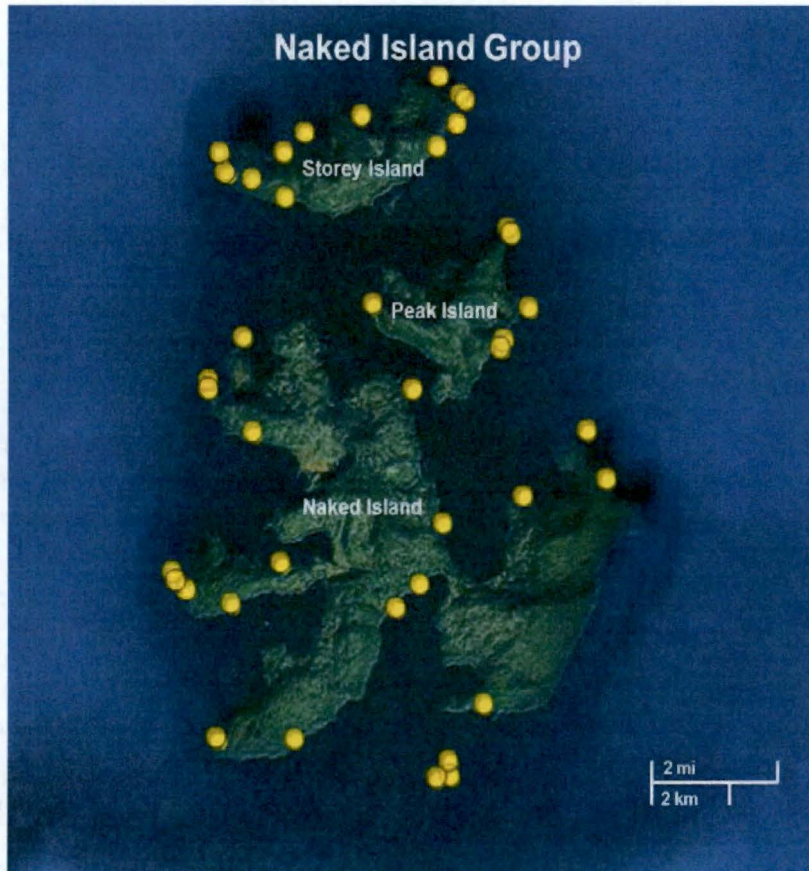 Naked Island Group
Storey Island
Peak Island
Naked Island
2 mi
2 km